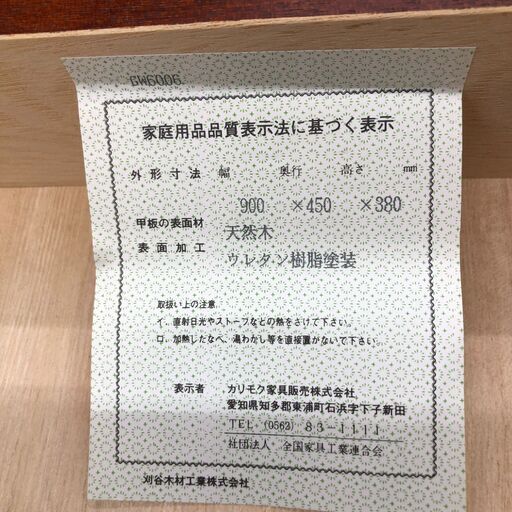 GW6006
家庭用品品質表示法に基づく表示
外形寸法 幅 奥行 高さ mm
900 ×450 ×380
甲板の表面材 天然木
表面加工 ウレタン樹脂塗装
取扱い上の注意
イ．直射日光やストーブなどの熱をさけて下さい。
ロ．加熱したなべ、湯わかし等を直接置かないで下さい。
表示者 カリモク家具販売株式会社
愛知県知多郡東浦町石浜字下子新田
TEL (0562) 83-1111
社団法人 全国家具工業連合会
刈谷木材工業株式会社